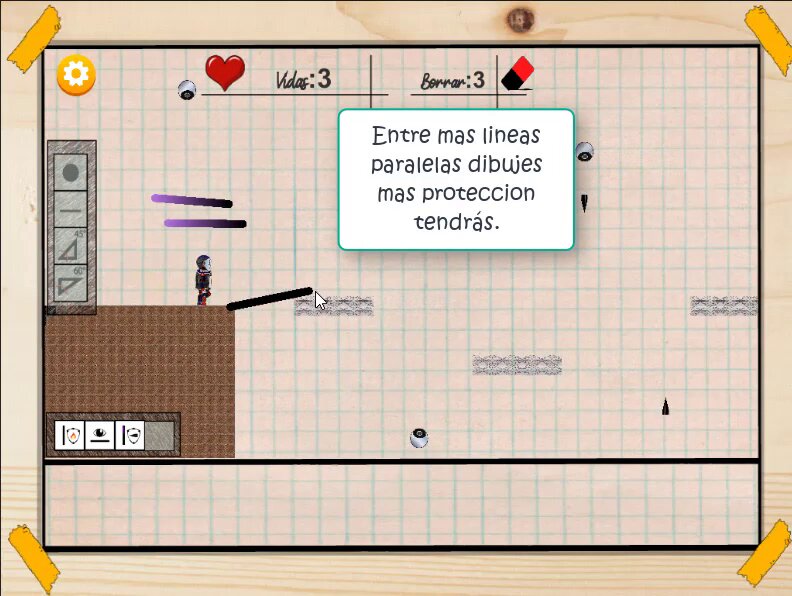 Vidas:3
Borrar:3
Entre mas lineas
paralelas dibujes
mas proteccion
tendrás.
45°
60°